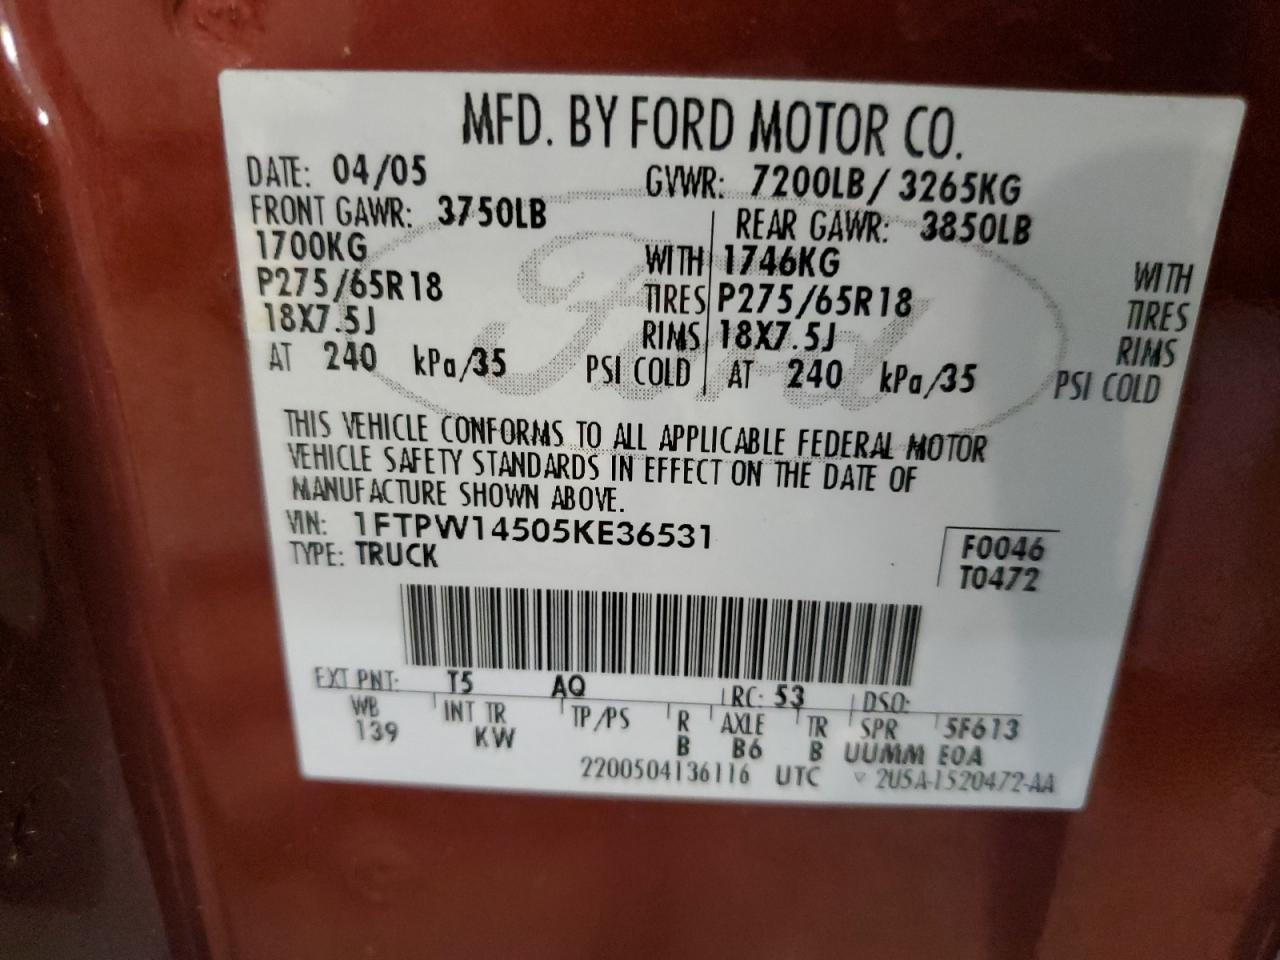 MFD. BY FORD MOTOR CO.
DATE: 04/05 GVWR: 7200LB / 3265KG
FRONT GAWR: 3750LB REAR GAWR: 3850LB
1700KG WITH 1746KG WITH
P275/65R18 TIRES P275/65R18 TIRES
18X7.5J RIMS 18X7.5J RIMS
AT 240 kPa/35 PSI COLD AT 240 kPa/35 PSI COLD
THIS VEHICLE CONFORMS TO ALL APPLICABLE FEDERAL MOTOR
VEHICLE SAFETY STANDARDS IN EFFECT ON THE DATE OF
MANUFACTURE SHOWN ABOVE.
VIN: 1FTPW14505KE36531 F0046
TYPE: TRUCK T0472
EXT PNT: T5 AQ RC: 53 DSO:
WB INT TR TP/PS R AXLE TR SPR 5F613
139 KW B B6 B UUMM EOA
2200504136116 UTC ▽ 2U5A-1520472-AA
Ford